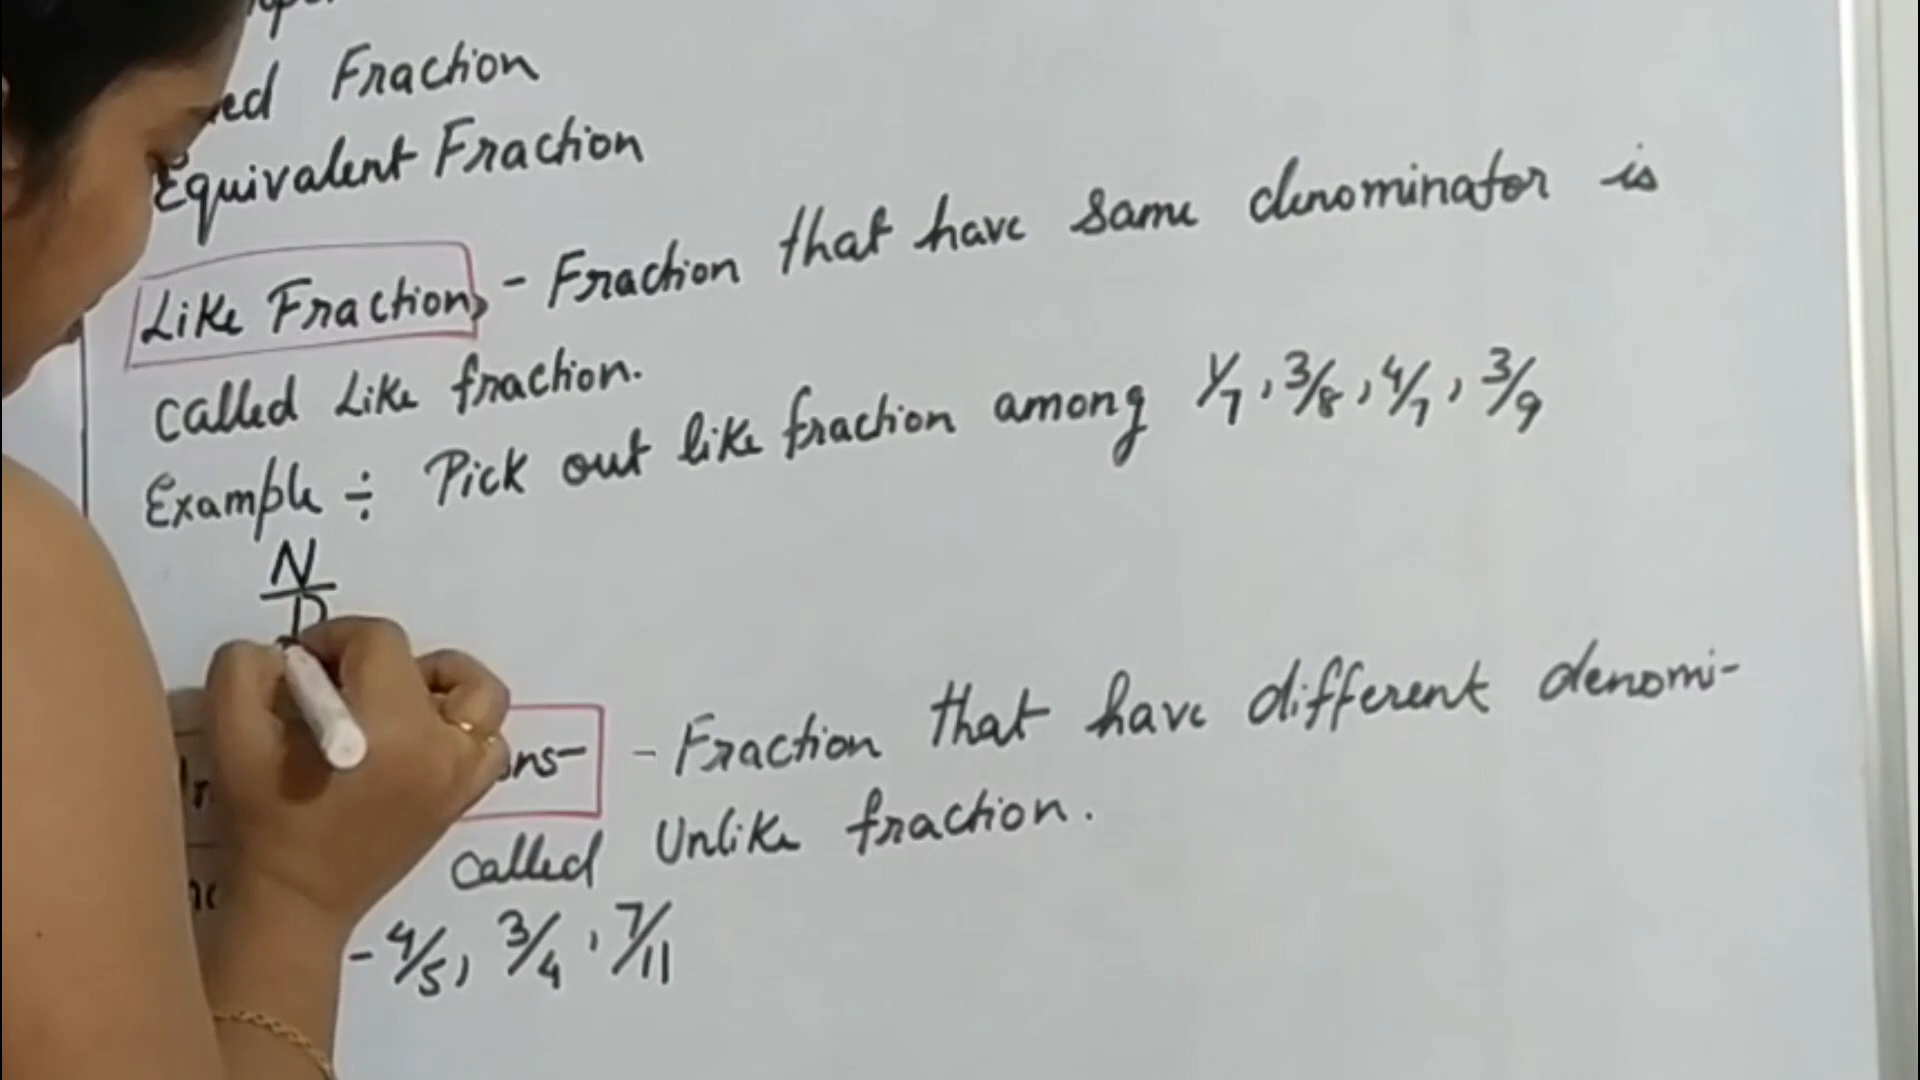 Fraction
Equivalent Fraction
Like Fractions - Fraction that have same denominator is
called Like fraction.
Example ÷ Pick out like fraction among 1/7, 3/8, 4/7, 3/9
N
D
- Fraction that have different denomi-
called Unlike fraction.
- 4/5, 3/4, 7/11